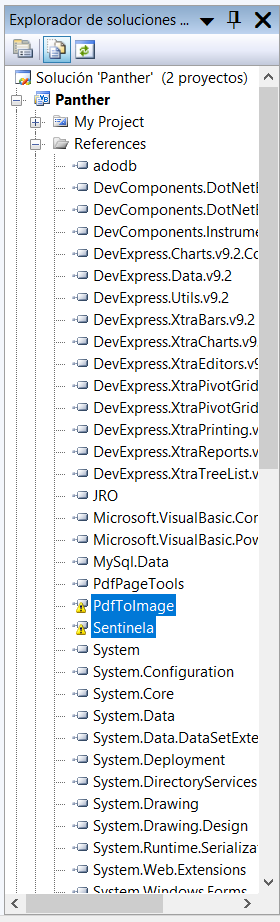 Explorador de soluciones ...
Solución 'Panther' (2 proyectos)
Panther
My Project
References
adodb
DevComponents.DotNetB
DevComponents.DotNetB
DevComponents.Instrume
DevExpress.Charts.v9.2.Co
DevExpress.Data.v9.2
DevExpress.Utils.v9.2
DevExpress.XtraBars.v9.2
DevExpress.XtraCharts.v9
DevExpress.XtraEditors.v9
DevExpress.XtraPivotGrid
DevExpress.XtraPivotGrid
DevExpress.XtraPrinting.v
DevExpress.XtraReports.v
DevExpress.XtraTreeList.v
JRO
Microsoft.VisualBasic.Con
Microsoft.VisualBasic.Pow
MySql.Data
PdfPageTools
PdfToImage
Sentinela
System
System.Configuration
System.Core
System.Data
System.Data.DataSetExte
System.Deployment
System.DirectoryServices
System.Drawing
System.Drawing.Design
System.Runtime.Serializa
System.Web.Extensions
System.Windows.Forms